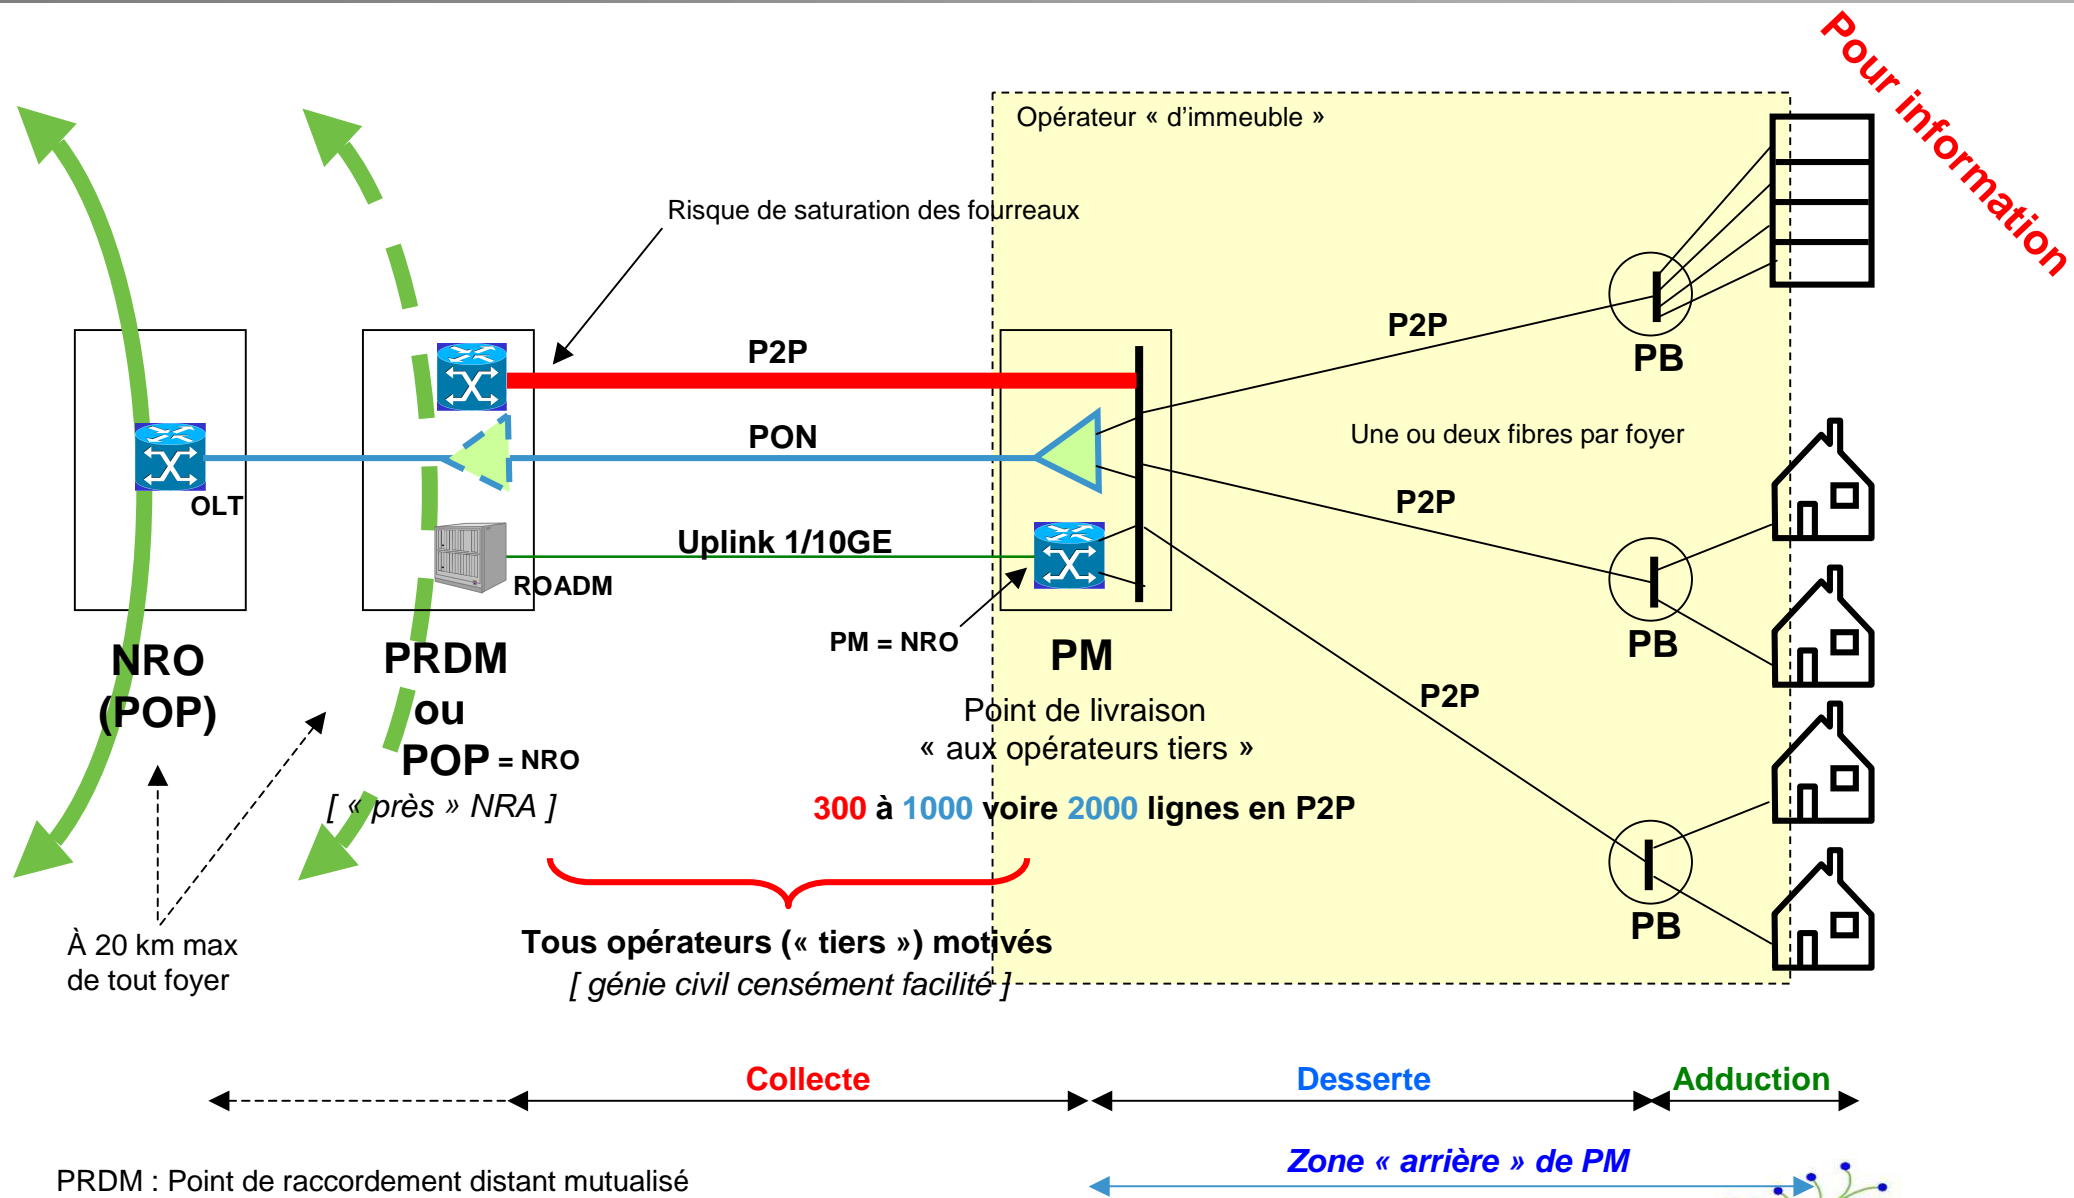 Pour information
Opérateur « d'immeuble »
Risque de saturation des fourreaux
P2P
P2P
PB
PON
Une ou deux fibres par foyer
OLT
P2P
Uplink 1/10GE
ROADM
PM = NRO
PB
NRO
(POP)
PRDM
ou
POP = NRO
[ « près » NRA ]
PM
Point de livraison
« aux opérateurs tiers »
P2P
300 à 1000 voire 2000 lignes en P2P
PB
À 20 km max
de tout foyer
Tous opérateurs (« tiers ») motivés
[ génie civil censément facilité ]
Collecte
Desserte
Adduction
Zone « arrière » de PM
PRDM : Point de raccordement distant mutualisé